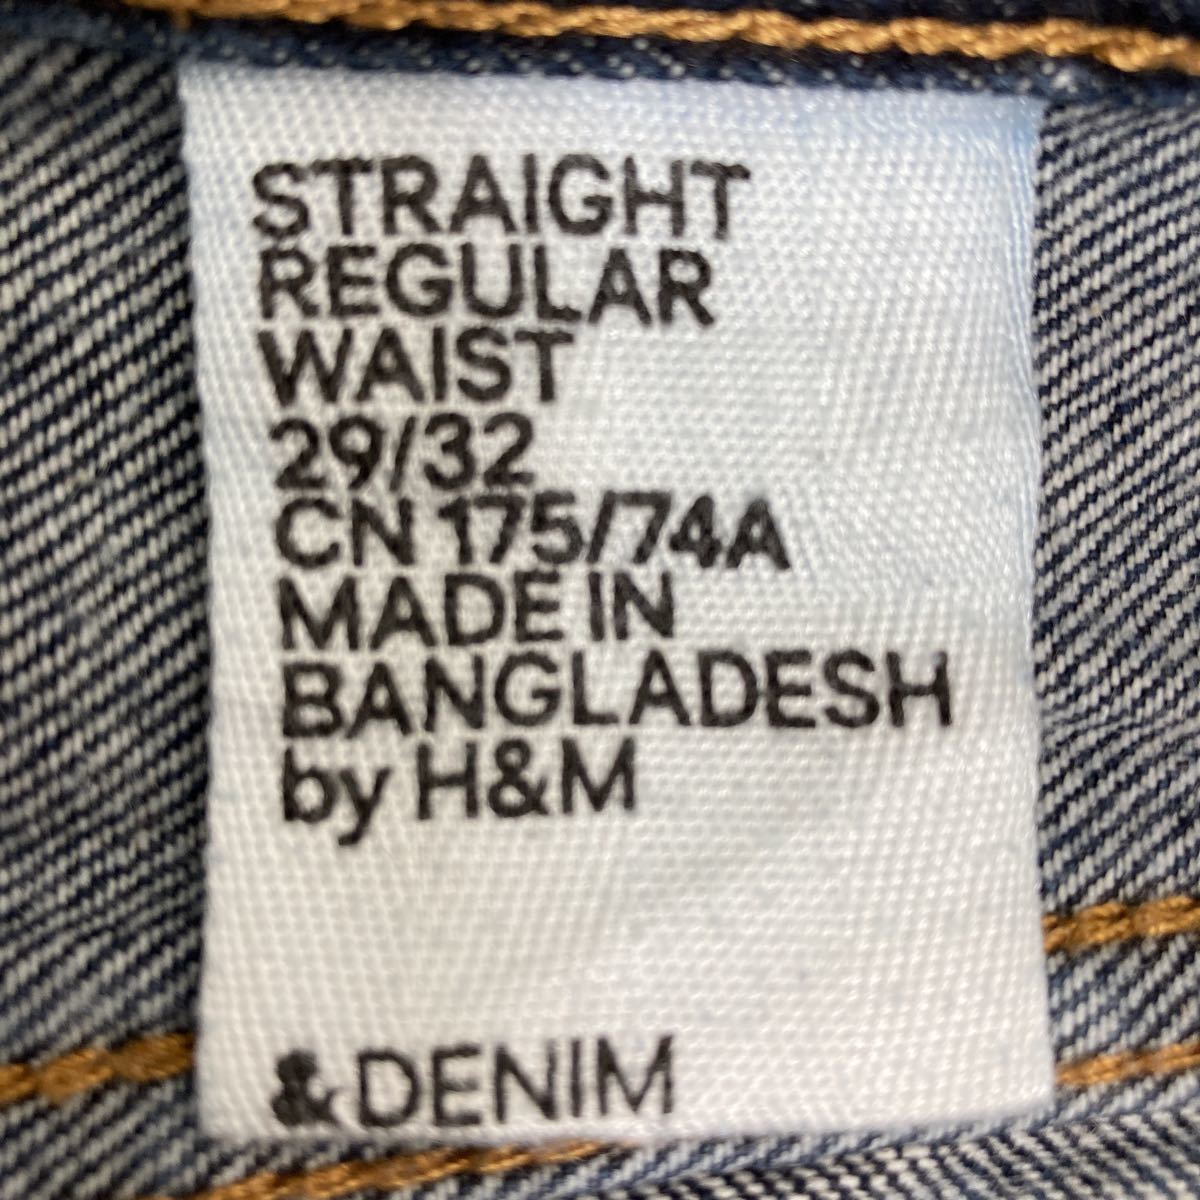 STRAIGHT
REGULAR
WAIST
29/32
CN 175/74A
MADE IN
BANGLADESH
by H&M
&DENIM